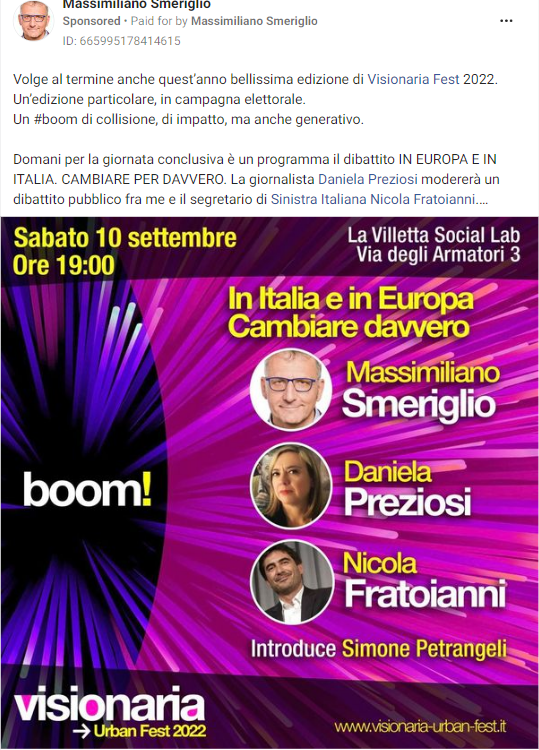 Massimiliano Smeriglio
Sponsored • Paid for by Massimiliano Smeriglio
ID: 665995178414615
Volge al termine anche quest'anno bellissima edizione di Visionaria Fest 2022.
Un'edizione particolare, in campagna elettorale.
Un #boom di collisione, di impatto, ma anche generativo.
Domani per la giornata conclusiva è un programma il dibattito IN EUROPA E IN
ITALIA. CAMBIARE PER DAVVERO. La giornalista Daniela Preziosi modererà un
dibattito pubblico fra me e il segretario di Sinistra Italiana Nicola Fratoianni....
Sabato 10 settembre
Ore 19:00
La Villetta Social Lab
Via degli Armatori 3
In Italia e in Europa
Cambiare davvero
Massimiliano
Smeriglio
boom!
Daniela
Preziosi
Nicola
Fratoianni
Introduce Simone Petrangeli
visionaria
→ Urban Fest 2022
www.visionaria-urban-fest.it